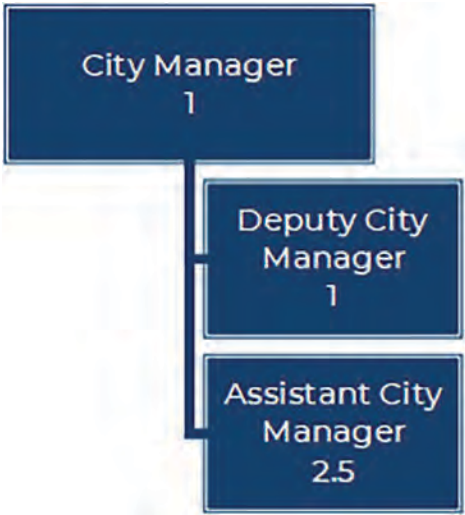 City Manager
1
Deputy City
Manager
1
Assistant City
Manager
2.5